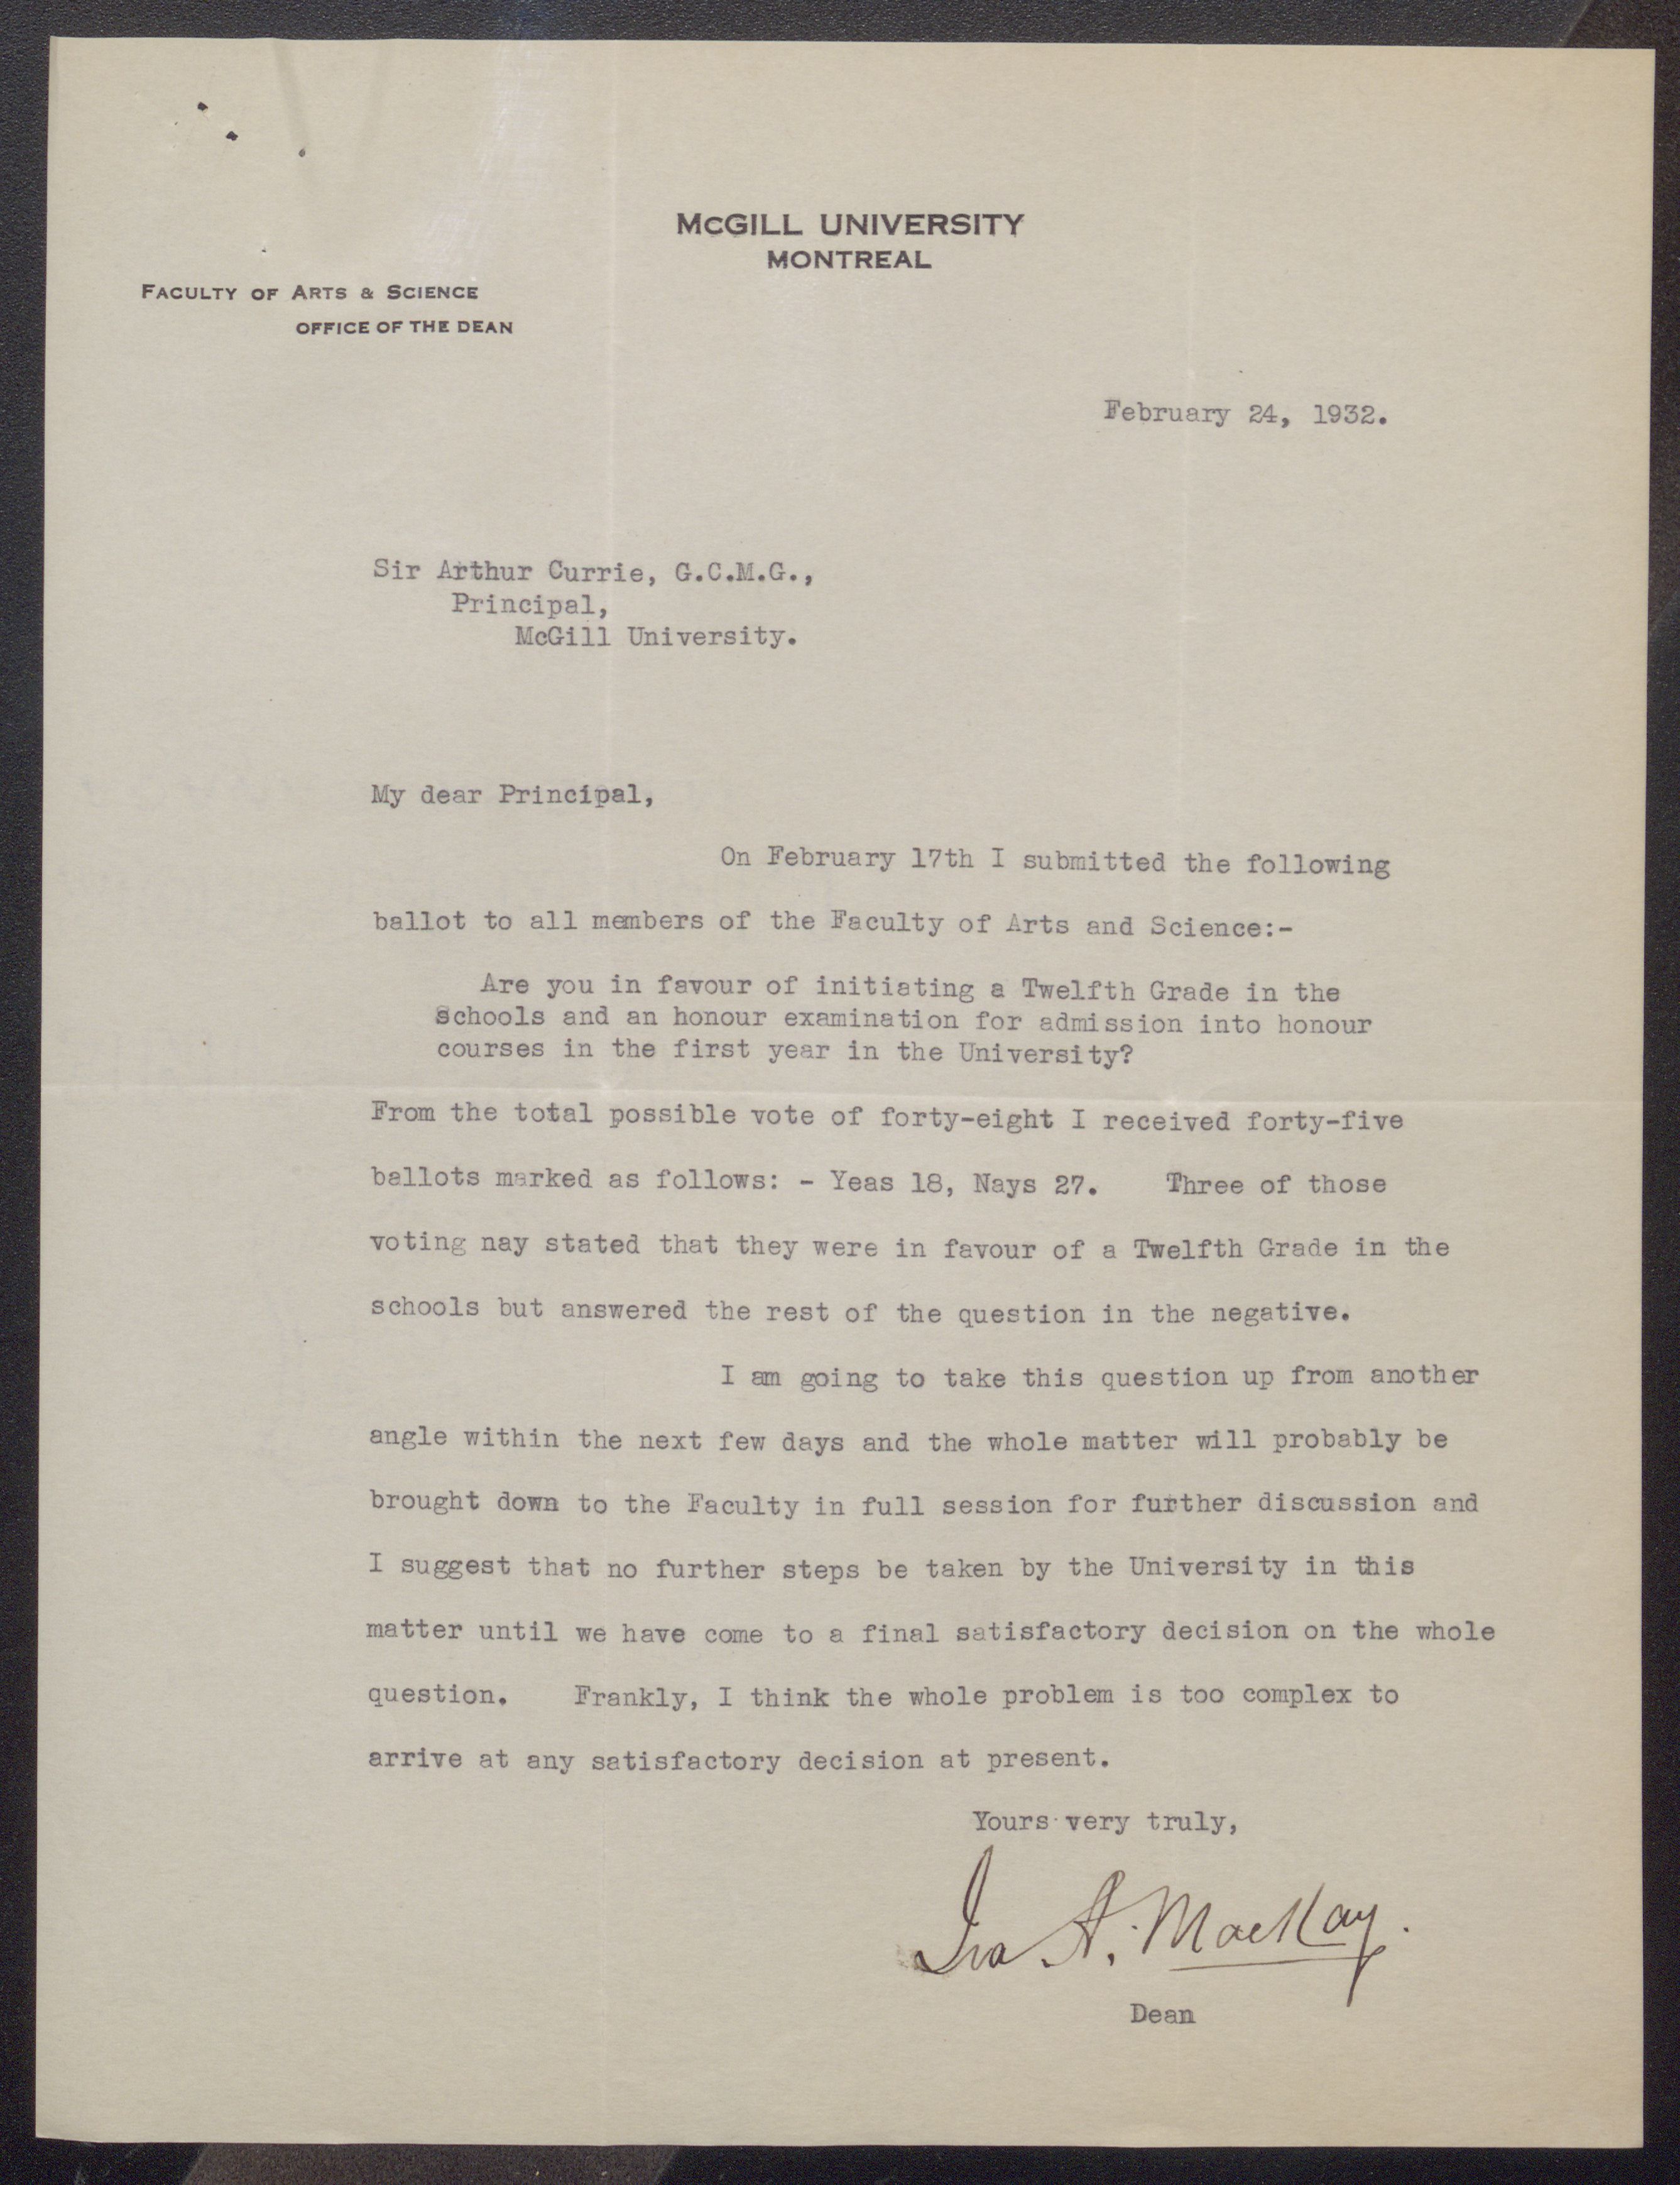 McGILL UNIVERSITY
MONTREAL
FACULTY OF ARTS & SCIENCE
OFFICE OF THE DEAN
February 24, 1932.
Sir Arthur Currie, G.C.M.G.,
Principal,
McGill University.
My dear Principal,
On February 17th I submitted the following
ballot to all members of the Faculty of Arts and Science:-
Are you in favour of initiating a Twelfth Grade in the
schools and an honour examination for admission into honour
courses in the first year in the University?
From the total possible vote of forty-eight I received forty-five
ballots marked as follows: - Yeas 18, Nays 27. Three of those
voting nay stated that they were in favour of a Twelfth Grade in the
schools but answered the rest of the question in the negative.
I am going to take this question up from another
angle within the next few days and the whole matter will probably be
brought down to the Faculty in full session for further discussion and
I suggest that no further steps be taken by the University in this
matter until we have come to a final satisfactory decision on the whole
question. Frankly, I think the whole problem is too complex to
arrive at any satisfactory decision at present.
Yours very truly,
Ira A. MacKay.
Dean